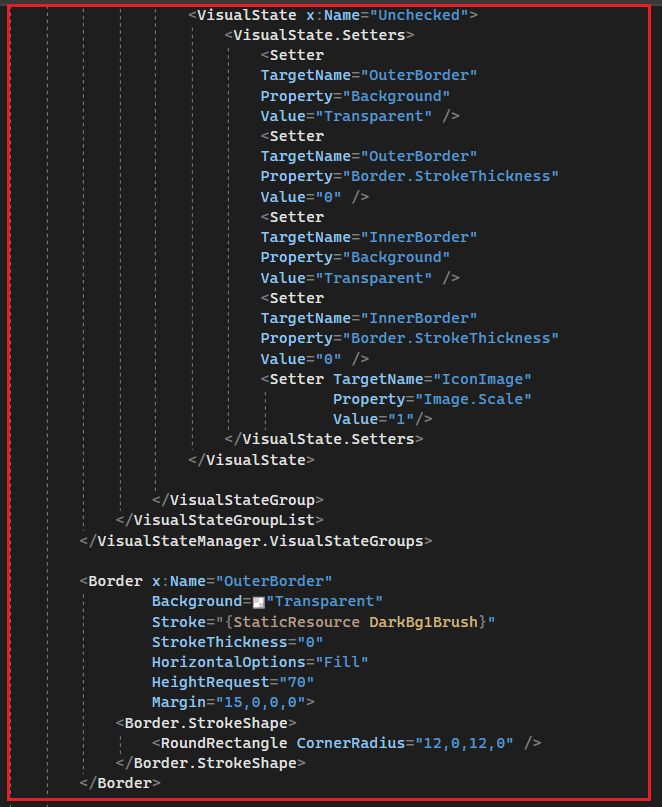 <VisualState x:Name="Unchecked">
<VisualState.Setters>
<Setter
TargetName="OuterBorder"
Property="Background"
Value="Transparent" />
<Setter
TargetName="OuterBorder"
Property="Border.StrokeThickness"
Value="0" />
<Setter
TargetName="InnerBorder"
Property="Background"
Value="Transparent" />
<Setter
TargetName="InnerBorder"
Property="Border.StrokeThickness"
Value="0" />
<Setter TargetName="IconImage"
Property="Image.Scale"
Value="1"/>
</VisualState.Setters>
</VisualState>
</VisualStateGroup>
</VisualStateGroupList>
</VisualStateManager.VisualStateGroups>
<Border x:Name="OuterBorder"
Background="Transparent"
Stroke="{StaticResource DarkBg1Brush}"
StrokeThickness="0"
HorizontalOptions="Fill"
HeightRequest="70"
Margin="15,0,0,0">
<Border.StrokeShape>
<RoundRectangle CornerRadius="12,0,12,0" />
</Border.StrokeShape>
</Border>